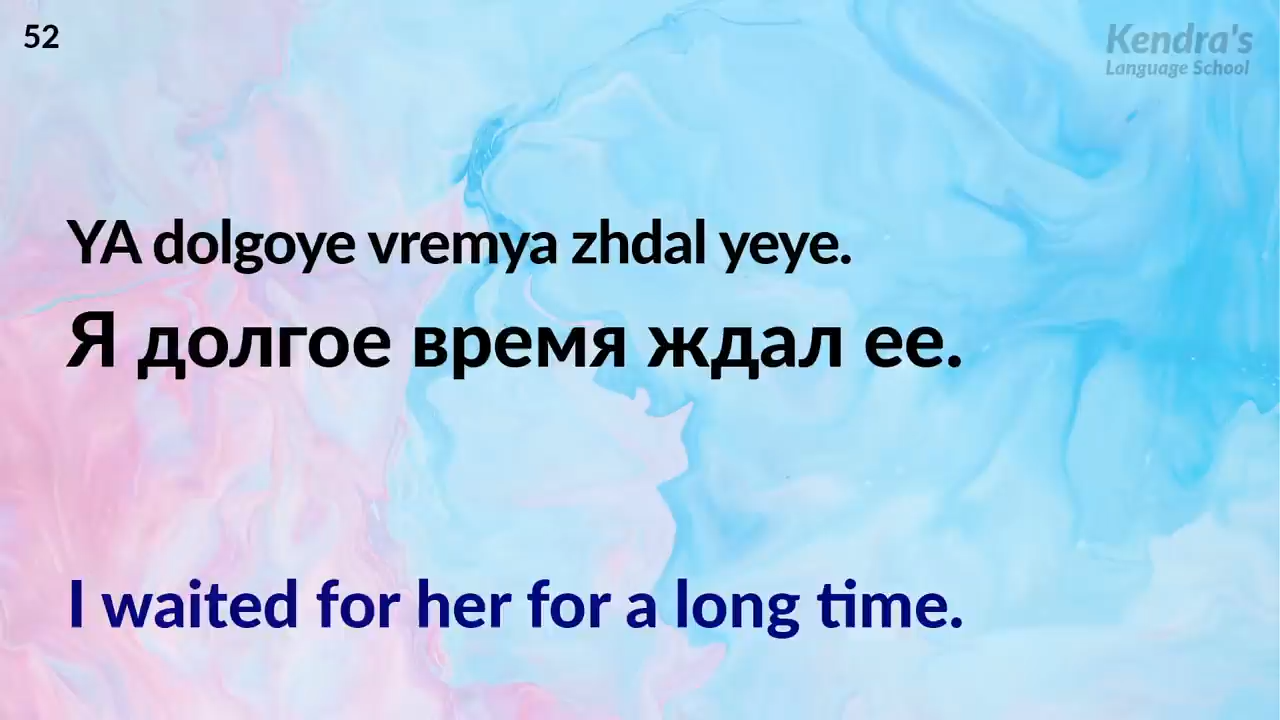 52
Kendra's
Language School
YA dolgoye vremya zhdal yeye.
Я долгое время ждал ее.
I waited for her for a long time.